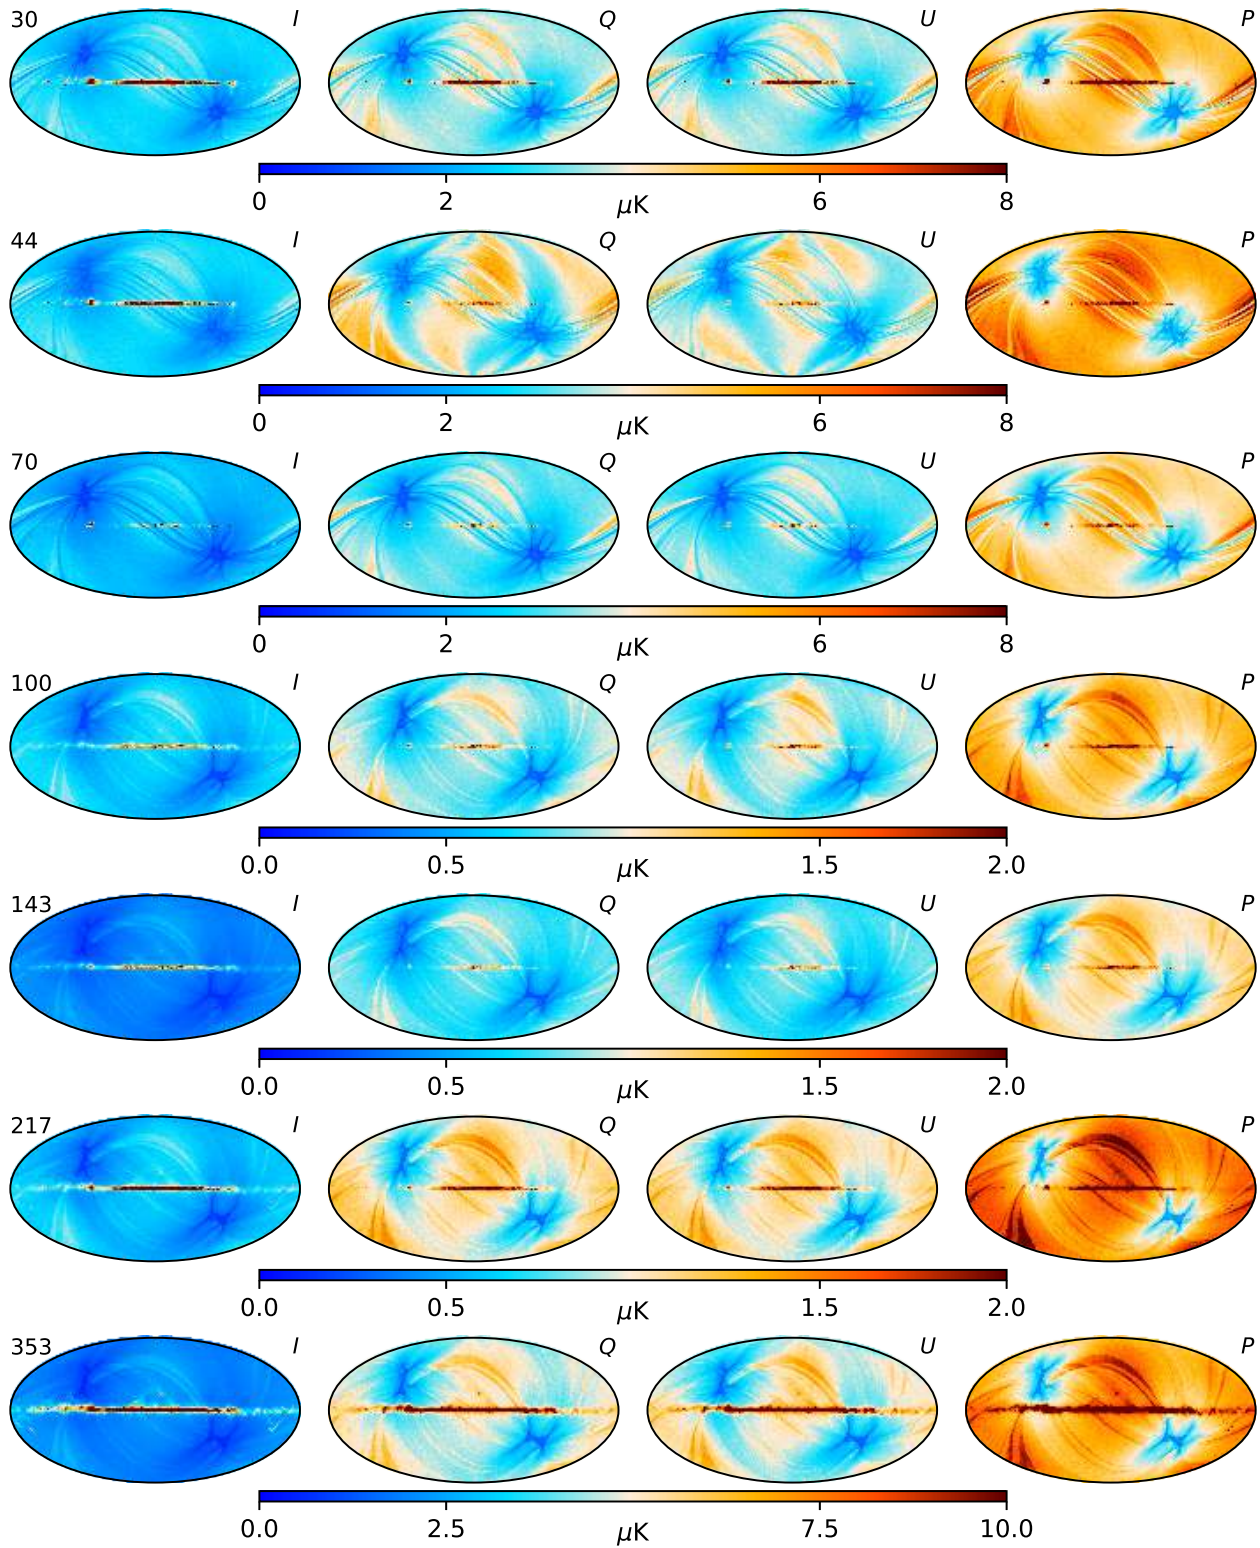 30 I Q U P
0 2 μK 6 8
44 I Q U P
0 2 μK 6 8
70 I Q U P
0 2 μK 6 8
100 I Q U P
0.0 0.5 μK 1.5 2.0
143 I Q U P
0.0 0.5 μK 1.5 2.0
217 I Q U P
0.0 0.5 μK 1.5 2.0
353 I Q U P
0.0 2.5 μK 7.5 10.0